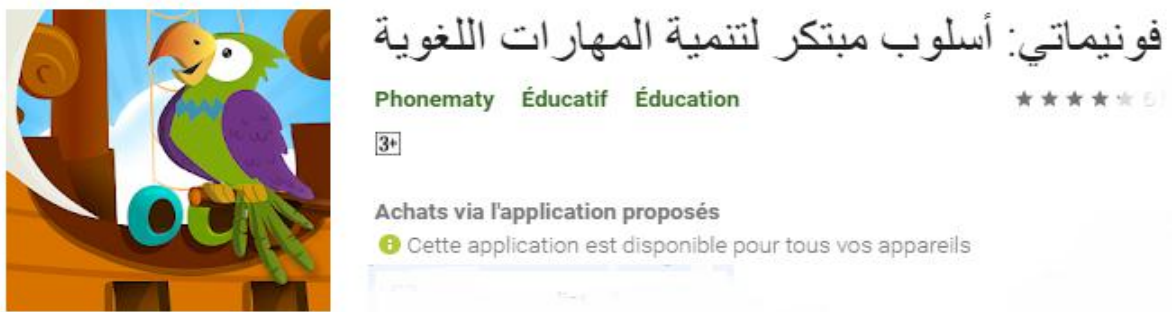 فونيماتي: أسلوب مبتكر لتنمية المهارات اللغوية
Phonematy Éducatif Éducation
3+
Achats via l'application proposés
Cette application est disponible pour tous vos appareils
ou